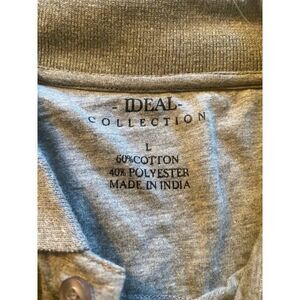 - IDEAL -
COLLECTION
L
60%COTTON
40% POLYESTER
MADE IN INDIA